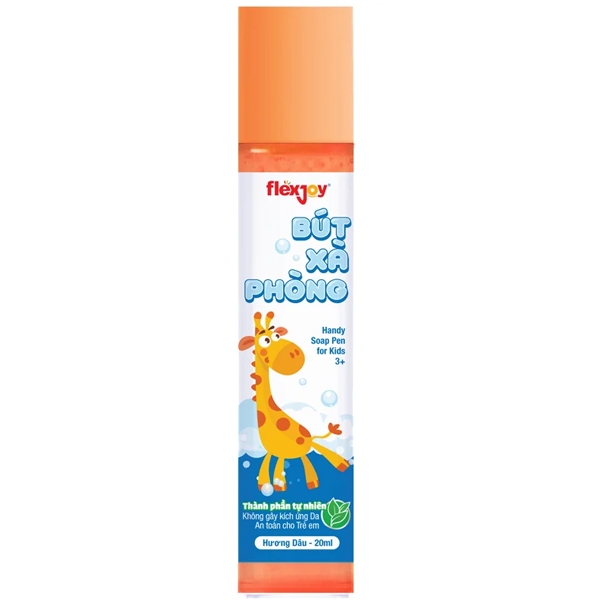 flexjoy®
BÚT
XÀ
PHÒNG
Handy
Soap Pen
for Kids
3+
Thành phần tự nhiên
Không gây kích ứng Da
An toàn cho Trẻ em
Hương Dâu - 20ml